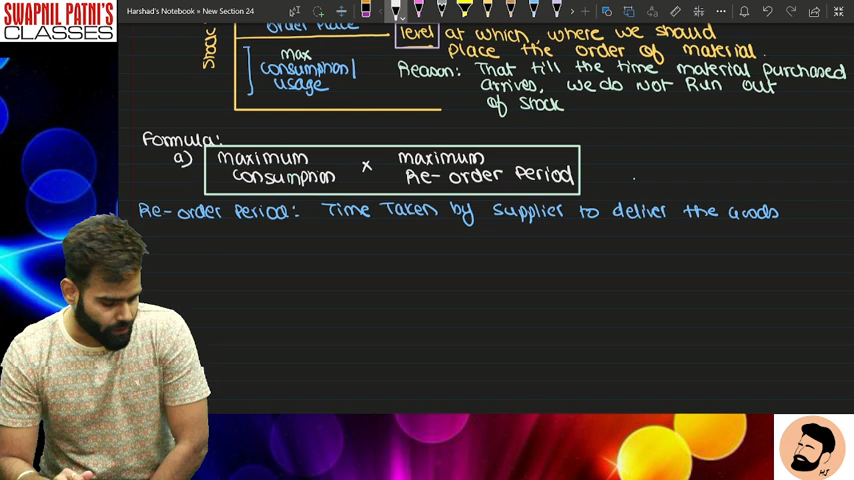 SWAPNIL PATNI'S
CLASSES
Harshad's Notebook » New Section 24
Stock
order Place
level at which, where we should
Place the order of material.
max
consumption/
usage
Reason: That till the time material purchased
arrives, we do not Run out
of stock
Formula:
a) maximum consumption x maximum Re-order Period
Re-order Period: Time Taken by supplier to deliver the Goods
HS